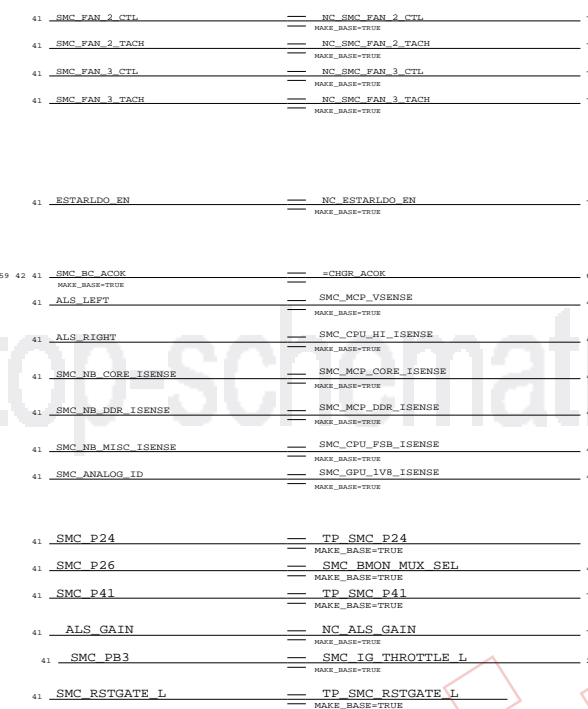 41 SMC_FAN_2_CTL NC_SMC_FAN_2_CTL
MAKE_BASE=TRUE
41 SMC_FAN_2_TACH NC_SMC_FAN_2_TACH
MAKE_BASE=TRUE
41 SMC_FAN_3_CTL NC_SMC_FAN_3_CTL
MAKE_BASE=TRUE
41 SMC_FAN_3_TACH NC_SMC_FAN_3_TACH
MAKE_BASE=TRUE
41 ESTARLDO_EN NC_ESTARLDO_EN
MAKE_BASE=TRUE
59 42 41 SMC_BC_ACOK =CHGR_ACOK
MAKE_BASE=TRUE
41 ALS_LEFT SMC_MCP_VSENSE
MAKE_BASE=TRUE
41 ALS_RIGHT SMC_CPU_HI_ISENSE
MAKE_BASE=TRUE
41 SMC_NB_CORE_ISENSE SMC_MCP_CORE_ISENSE
MAKE_BASE=TRUE
41 SMC_NB_DDR_ISENSE SMC_MCP_DDR_ISENSE
MAKE_BASE=TRUE
41 SMC_NB_MISC_ISENSE SMC_CPU_FSB_ISENSE
MAKE_BASE=TRUE
41 SMC_ANALOG_ID SMC_GPU_1V8_ISENSE
MAKE_BASE=TRUE
41 SMC_P24 TP_SMC_P24
MAKE_BASE=TRUE
41 SMC_P26 SMC_BMON_MUX_SEL
MAKE_BASE=TRUE
41 SMC_P41 TP_SMC_P41
MAKE_BASE=TRUE
41 ALS_GAIN NC_ALS_GAIN
MAKE_BASE=TRUE
41 SMC_PB3 SMC_IG_THROTTLE_L
MAKE_BASE=TRUE
41 SMC_RSTGATE_L TP_SMC_RSTGATE_L
MAKE_BASE=TRUE
top-schemat